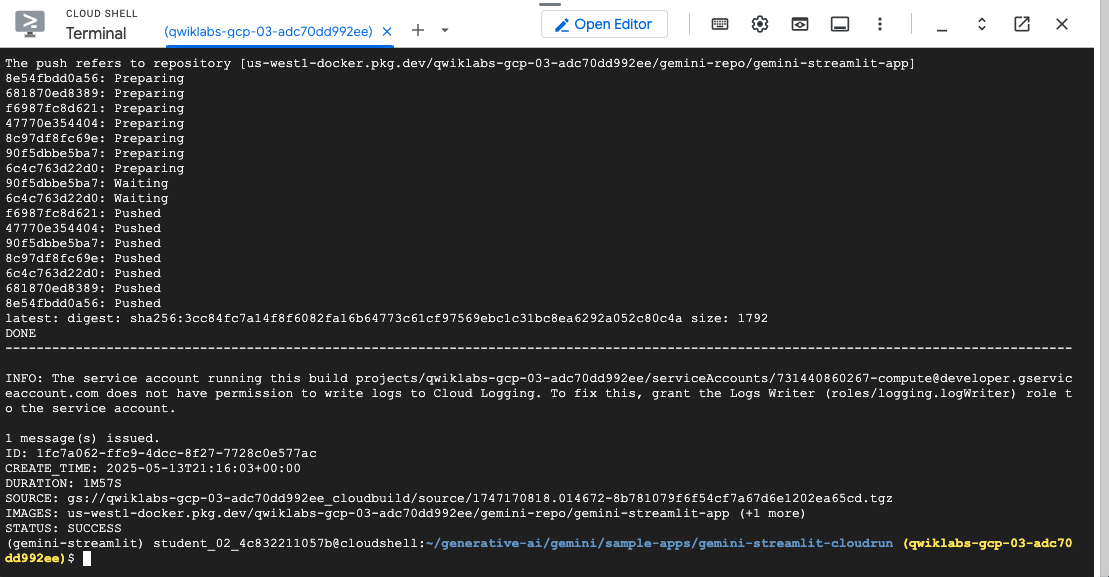 CLOUD SHELL
Terminal
(qwiklabs-gcp-03-adc70dd992ee)
Open Editor
The push refers to repository [us-west1-docker.pkg.dev/qwiklabs-gcp-03-adc70dd992ee/gemini-repo/gemini-streamlit-app]
8e54fbdd0a56: Preparing
681870ed8389: Preparing
f6987fc8d621: Preparing
47770e354404: Preparing
8c97df8fc69e: Preparing
90f5dbbe5ba7: Preparing
6c4c763d22d0: Preparing
90f5dbbe5ba7: Waiting
6c4c763d22d0: Waiting
f6987fc8d621: Pushed
47770e354404: Pushed
90f5dbbe5ba7: Pushed
8c97df8fc69e: Pushed
6c4c763d22d0: Pushed
681870ed8389: Pushed
8e54fbdd0a56: Pushed
latest: digest: sha256:3cc84fc7a14f8f6082fa16b64773c61cf97569ebc1c31bc8ea6292a052c80c4a size: 1792
DONE
-----------------------------------------------------------------------------------------------------------------------------------------
INFO: The service account running this build projects/qwiklabs-gcp-03-adc70dd992ee/serviceAccounts/731440860267-compute@developer.gservic
eaccount.com does not have permission to write logs to Cloud Logging. To fix this, grant the Logs Writer (roles/logging.logWriter) role t
o the service account.
1 message(s) issued.
ID: 1fc7a062-ffc9-4dcc-8f27-7728c0e577ac
CREATE_TIME: 2025-05-13T21:16:03+00:00
DURATION: 1M57S
SOURCE: gs://qwiklabs-gcp-03-adc70dd992ee_cloudbuild/source/1747170818.014672-8b781079f6f54cf7a67d6e1202ea65cd.tgz
IMAGES: us-west1-docker.pkg.dev/qwiklabs-gcp-03-adc70dd992ee/gemini-repo/gemini-streamlit-app (+1 more)
STATUS: SUCCESS
(gemini-streamlit) student_02_4c832211057b@cloudshell:~/generative-ai/gemini/sample-apps/gemini-streamlit-cloudrun (qwiklabs-gcp-03-adc70
dd992ee)$